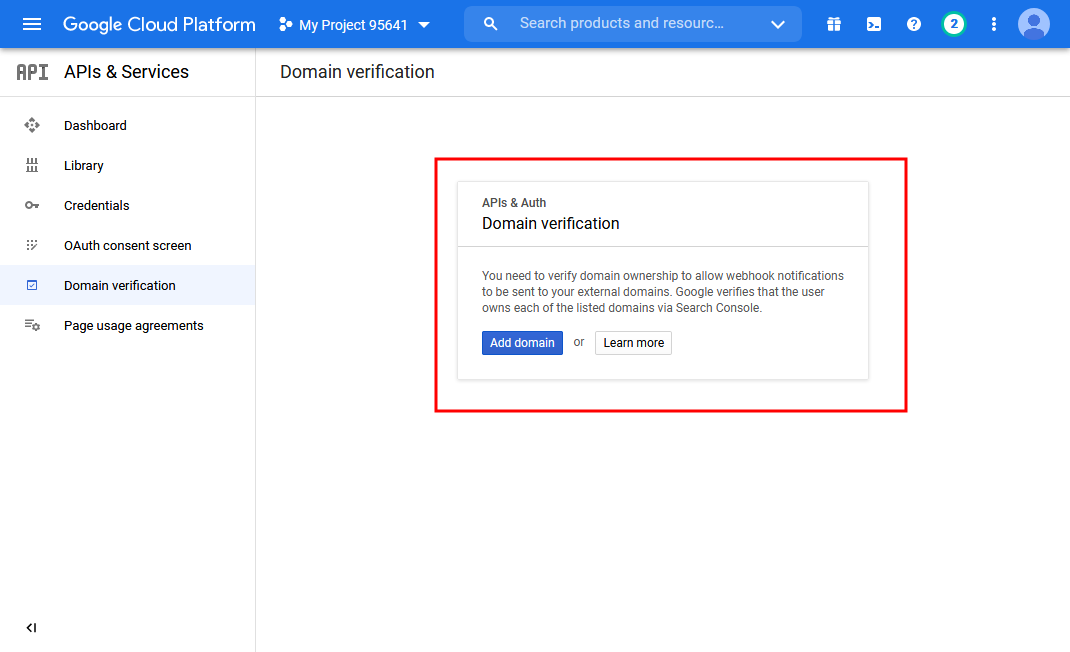 Google Cloud Platform
My Project 95641
Search products and resourc...
2
API
APIs & Services
Domain verification
Dashboard
Library
Credentials
OAuth consent screen
Domain verification
Page usage agreements
APIs & Auth
Domain verification
You need to verify domain ownership to allow webhook notifications
to be sent to your external domains. Google verifies that the user
owns each of the listed domains via Search Console.
Add domain or Learn more